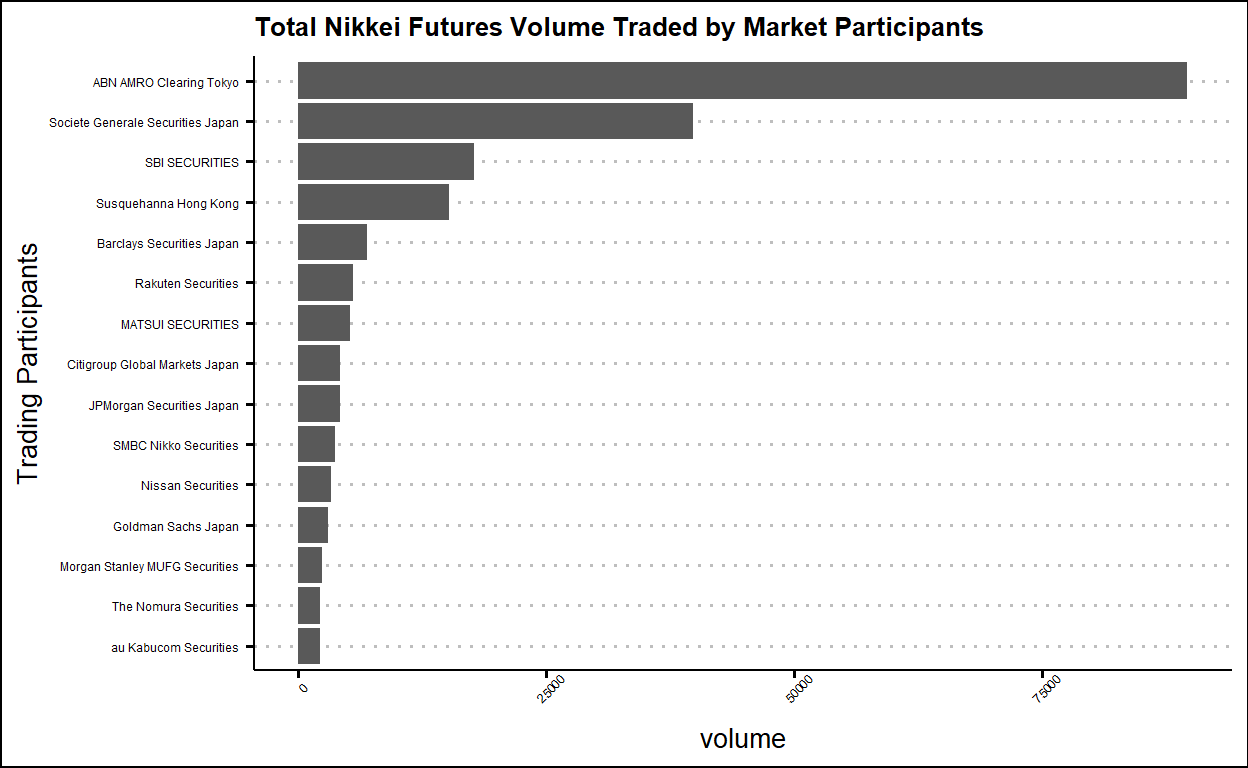 Total Nikkei Futures Volume Traded by Market Participants
Trading Participants
ABN AMRO Clearing Tokyo
Societe Generale Securities Japan
SBI SECURITIES
Susquehanna Hong Kong
Barclays Securities Japan
Rakuten Securities
MATSUI SECURITIES
Citigroup Global Markets Japan
JPMorgan Securities Japan
SMBC Nikko Securities
Nissan Securities
Goldman Sachs Japan
Morgan Stanley MUFG Securities
The Nomura Securities
au Kabucom Securities
0
25000
50000
75000
volume